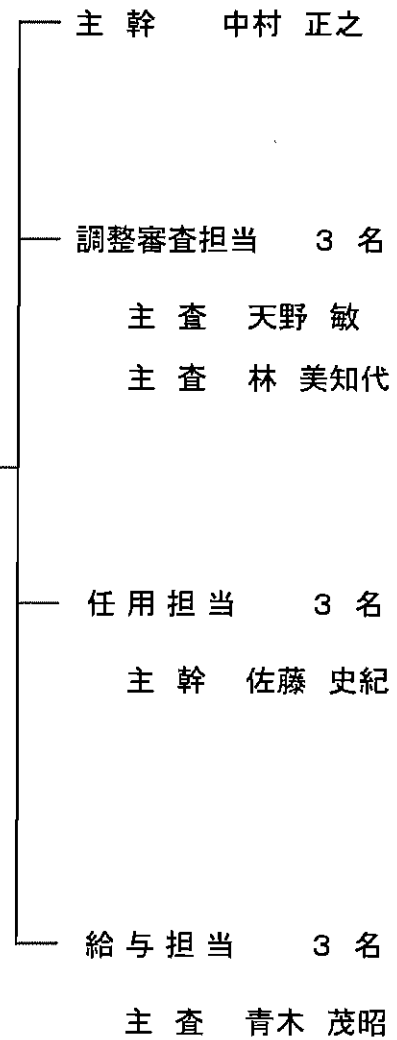 主 幹　　中村 正之
調整審査担当　　3 名
主 査　天野 敏
主 査　林 美知代
任 用 担 当　　3 名
主 幹　佐藤 史紀
給 与 担 当　　3 名
主 査　青木 茂昭